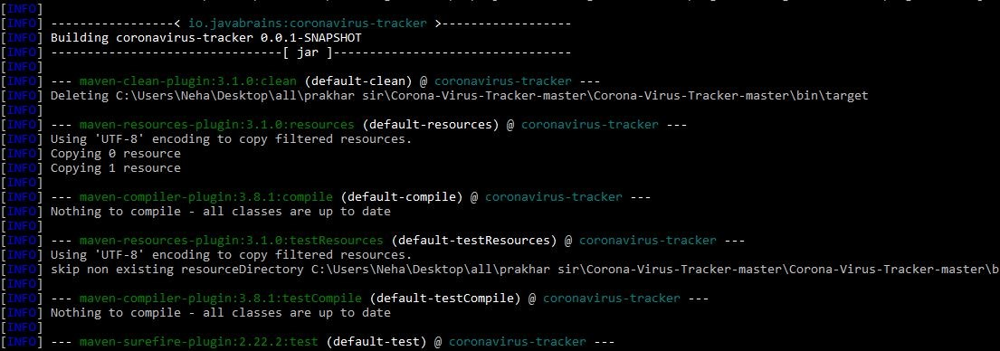 [INFO]
[INFO] -----------------< io.javabrains:coronavirus-tracker >------------------
[INFO] Building coronavirus-tracker 0.0.1-SNAPSHOT
[INFO] --------------------------------[ jar ]---------------------------------
[INFO]
[INFO] --- maven-clean-plugin:3.1.0:clean (default-clean) @ coronavirus-tracker ---
[INFO] Deleting C:\Users\Neha\Desktop\all\prakhar sir\Corona-Virus-Tracker-master\Corona-Virus-Tracker-master\bin\target
[INFO]
[INFO] --- maven-resources-plugin:3.1.0:resources (default-resources) @ coronavirus-tracker ---
[INFO] Using 'UTF-8' encoding to copy filtered resources.
[INFO] Copying 0 resource
[INFO] Copying 1 resource
[INFO]
[INFO] --- maven-compiler-plugin:3.8.1:compile (default-compile) @ coronavirus-tracker ---
[INFO] Nothing to compile - all classes are up to date
[INFO]
[INFO] --- maven-resources-plugin:3.1.0:testResources (default-testResources) @ coronavirus-tracker ---
[INFO] Using 'UTF-8' encoding to copy filtered resources.
[INFO] skip non existing resourceDirectory C:\Users\Neha\Desktop\all\prakhar sir\Corona-Virus-Tracker-master\Corona-Virus-Tracker-master\b
[INFO]
[INFO] --- maven-compiler-plugin:3.8.1:testCompile (default-testCompile) @ coronavirus-tracker ---
[INFO] Nothing to compile - all classes are up to date
[INFO]
[INFO] --- maven-surefire-plugin:2.22.2:test (default-test) @ coronavirus-tracker ---